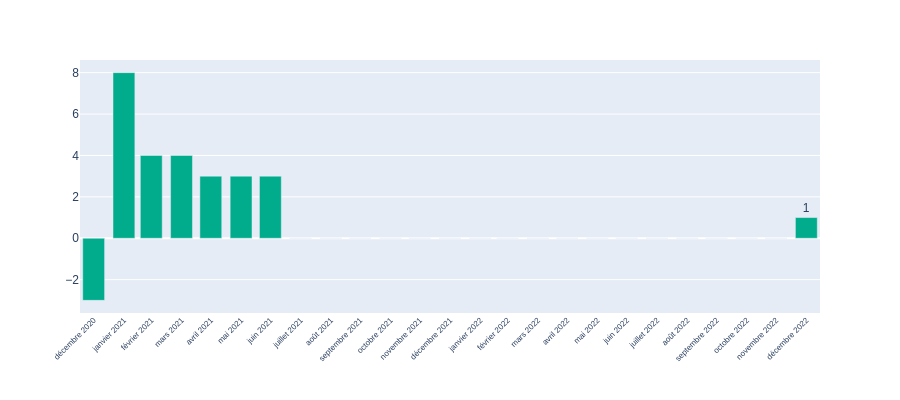 8
6
4
2
0
−2
1
décembre 2020
janvier 2021
février 2021
mars 2021
avril 2021
mai 2021
juin 2021
juillet 2021
août 2021
septembre 2021
octobre 2021
novembre 2021
décembre 2021
janvier 2022
février 2022
mars 2022
avril 2022
mai 2022
juin 2022
juillet 2022
août 2022
septembre 2022
octobre 2022
novembre 2022
décembre 2022